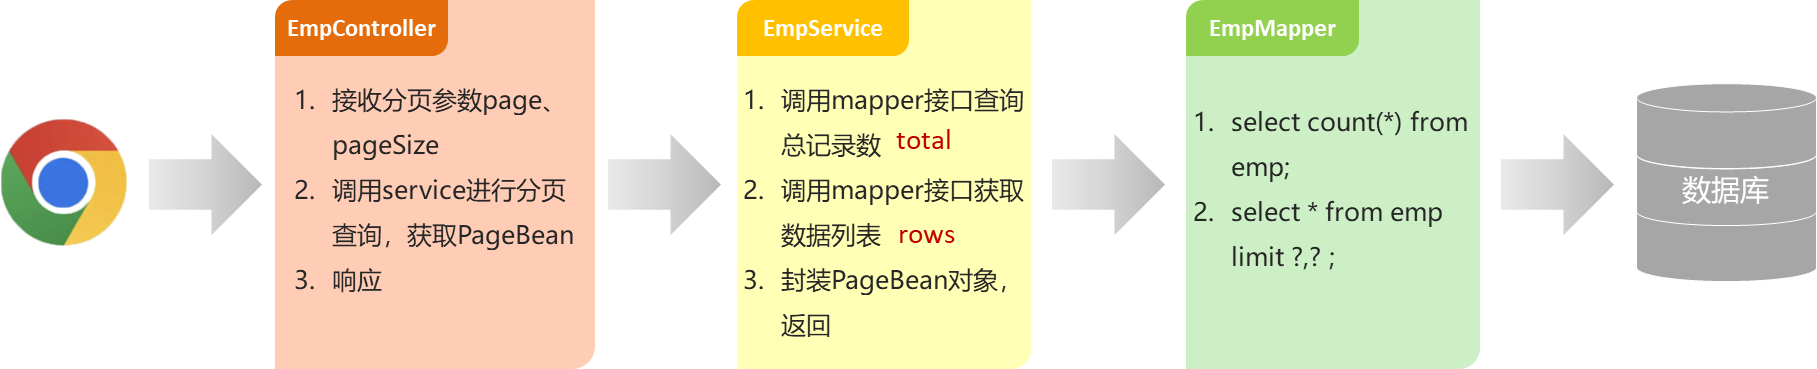 EmpController
1. 接收分页参数page、
pageSize
2. 调用service进行分页
查询，获取PageBean
3. 响应
EmpService
1. 调用mapper接口查询
总记录数 total
2. 调用mapper接口获取
数据列表 rows
3. 封装PageBean对象，
返回
EmpMapper
1. select count(*) from
emp;
2. select * from emp
limit ?,? ;
数据库